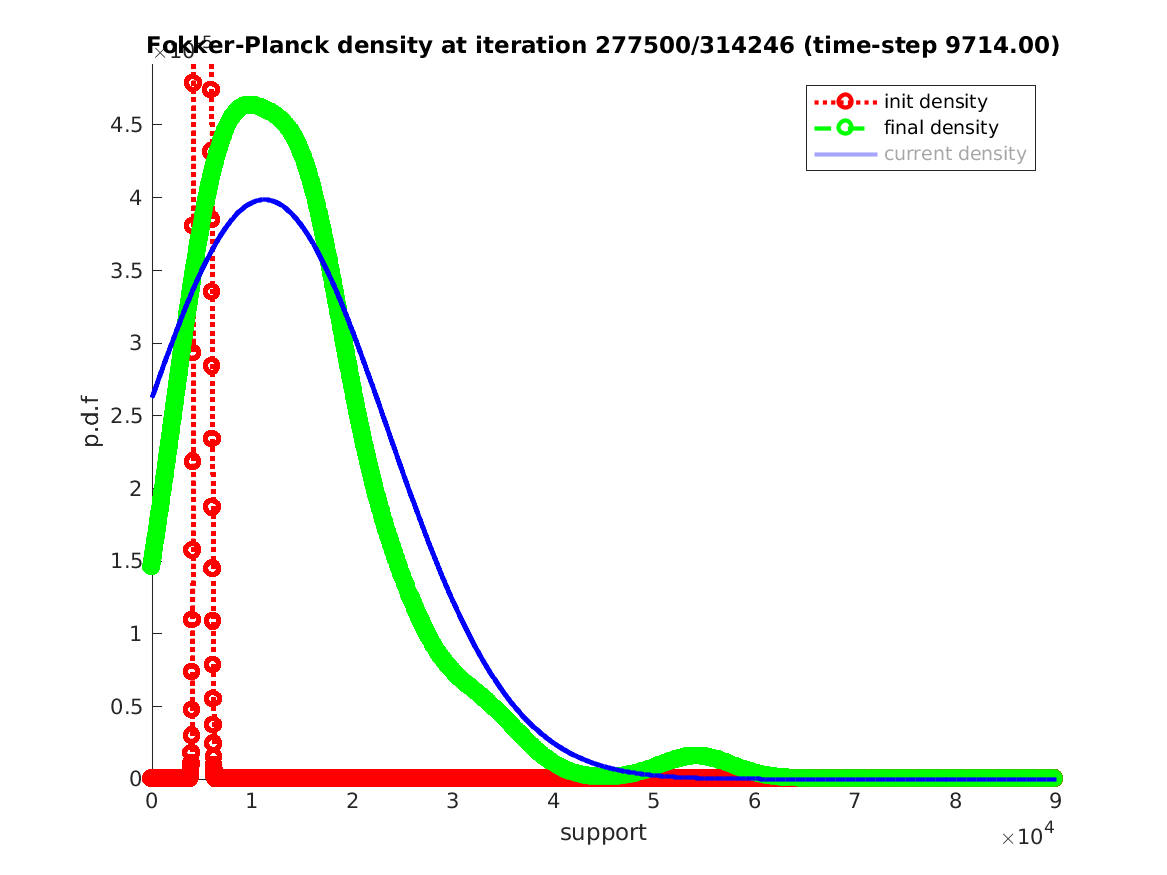 Fokker-Planck density at iteration 277500/314246 (time-step 9714.00)
init density
final density
current density
4.5
4
3.5
3
2.5
2
1.5
1
0.5
0
p.d.f
0 1 2 3 4 5 6 7 8 9
support
×10^4